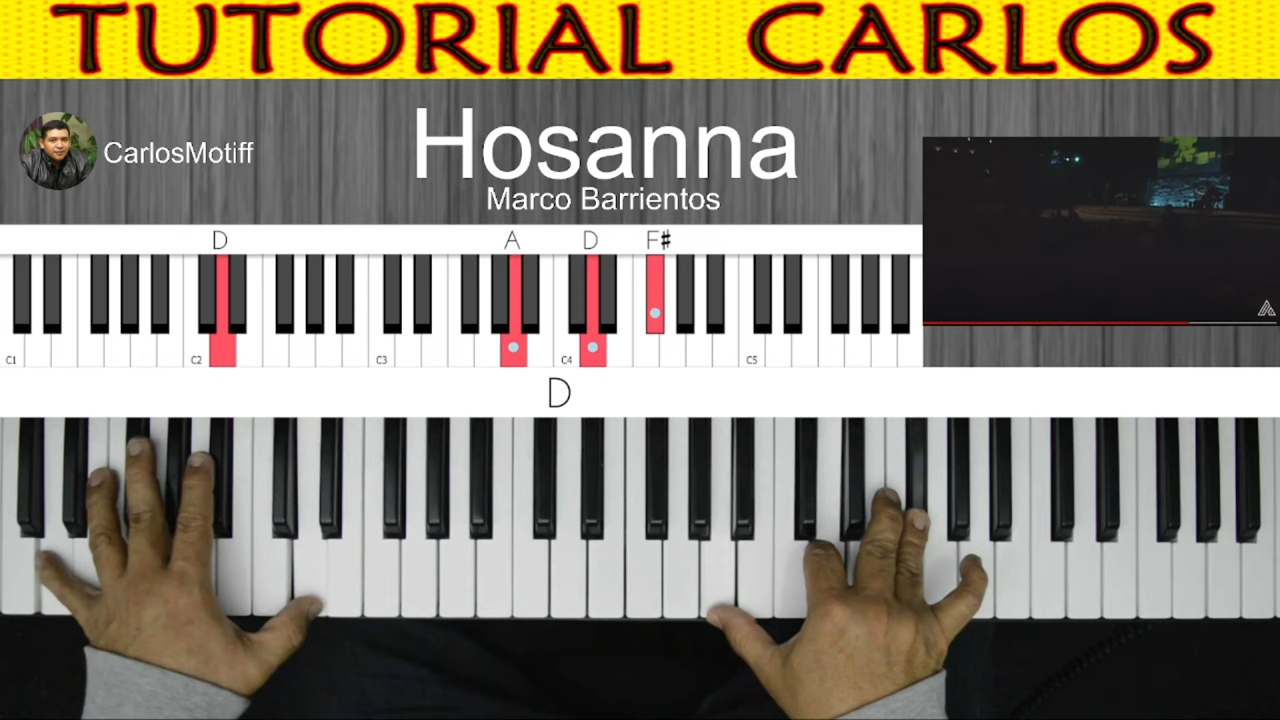 TUTORIAL CARLOS
CarlosMotiff
Hosanna
Marco Barrientos
D A D F#
C1 C2 C3 C4 C5
D